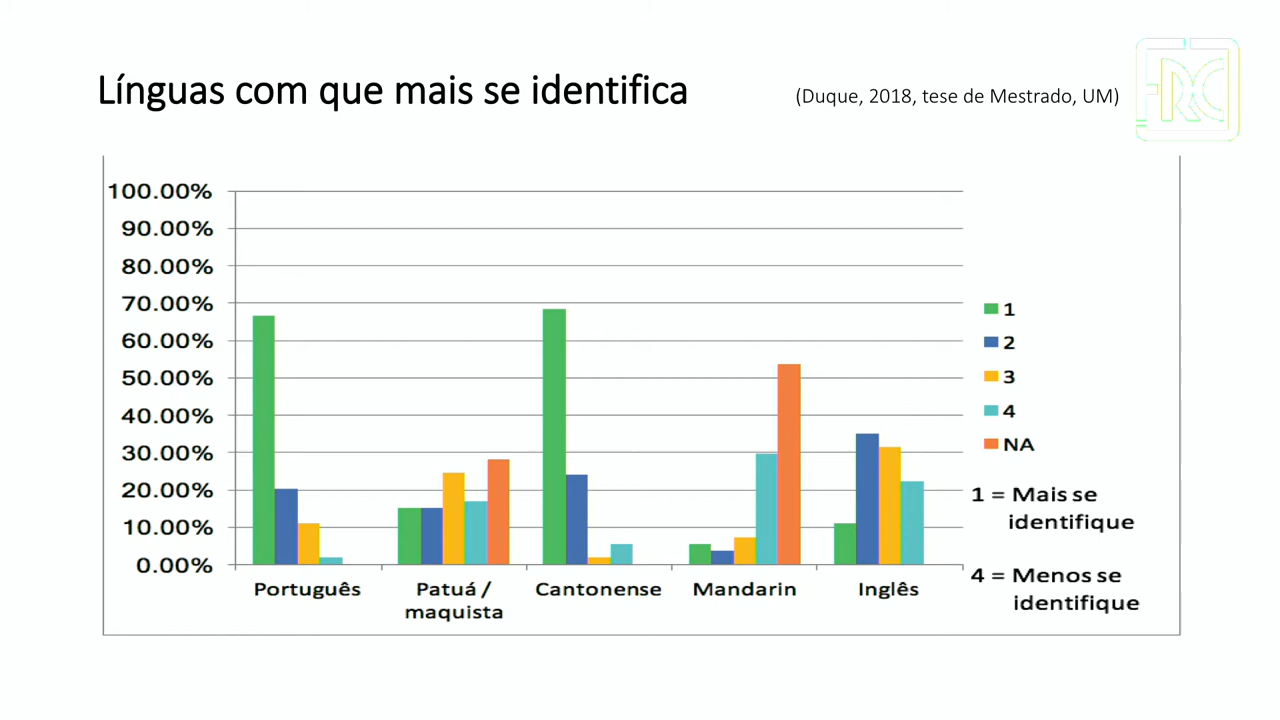 Línguas com que mais se identifica
(Duque, 2018, tese de Mestrado, UM)
FRC
100.00%
90.00%
80.00%
70.00%
60.00%
50.00%
40.00%
30.00%
20.00%
10.00%
0.00%
Português
Patuá /
maquista
Cantonense
Mandarin
Inglês
1
2
3
4
NA
1 = Mais se
identifique
4 = Menos se
identifique